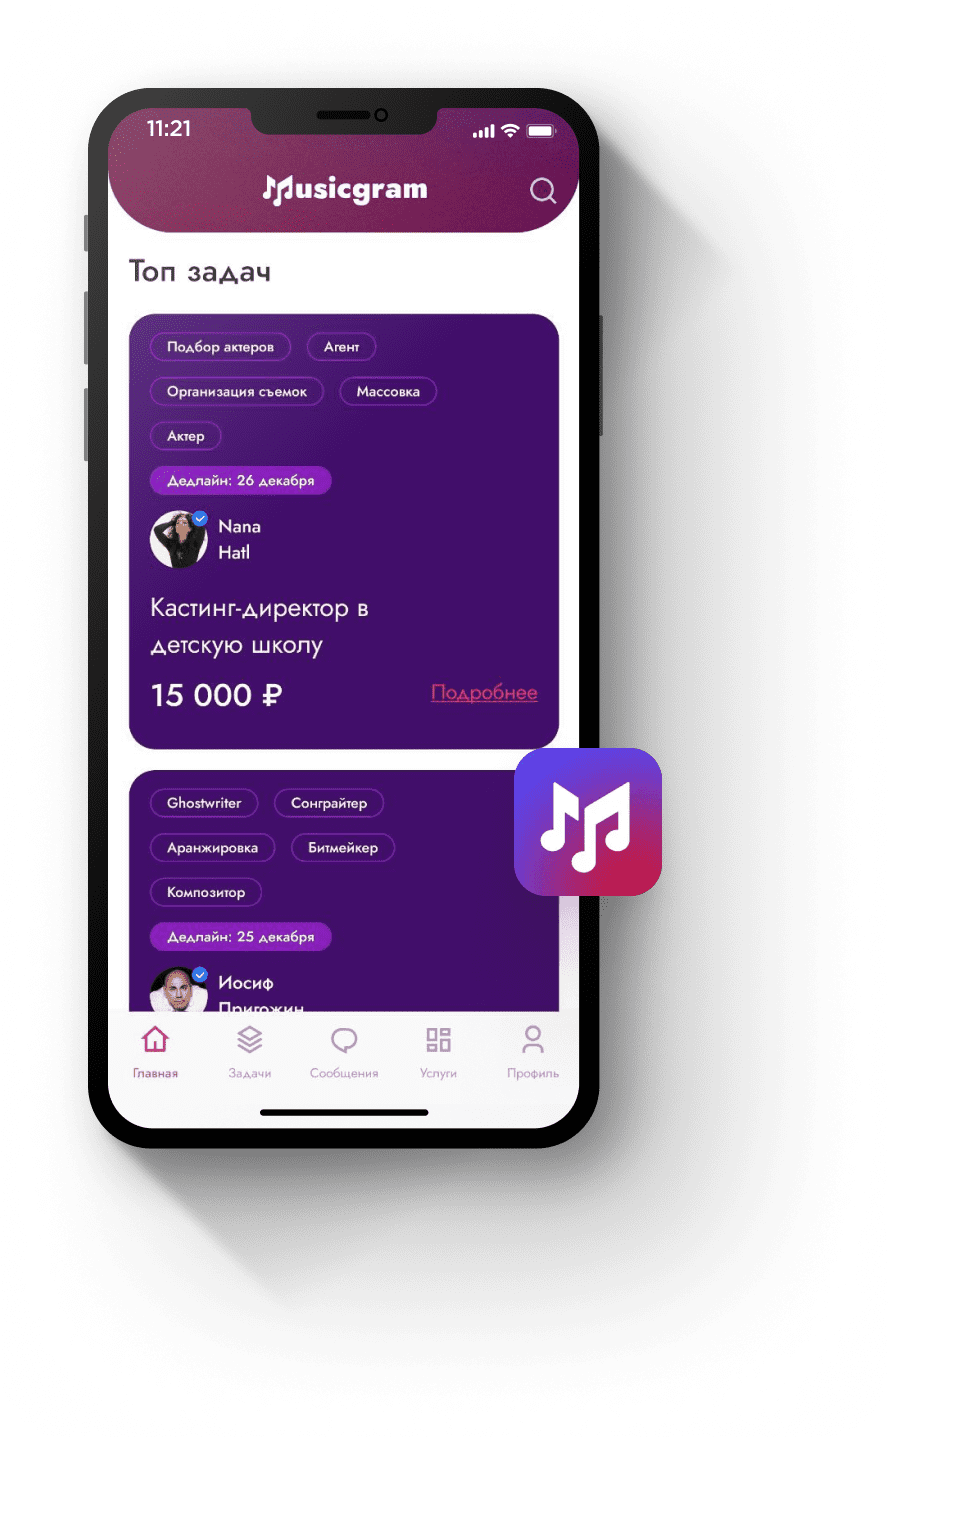 11:21
Musicgram
Топ задач
Подбор актеров Агент
Организация съемок Массовка
Актер
Дедлайн: 26 декабря
Nana
Hatl
Кастинг-директор в
детскую школу
15 000 ₽ Подробнее
Ghostwriter Сонграйтер
Аранжировка Битмейкер
Композитор
Дедлайн: 25 декабря
Иосиф
Пригожин
Главная Задачи Сообщения Услуги Профиль